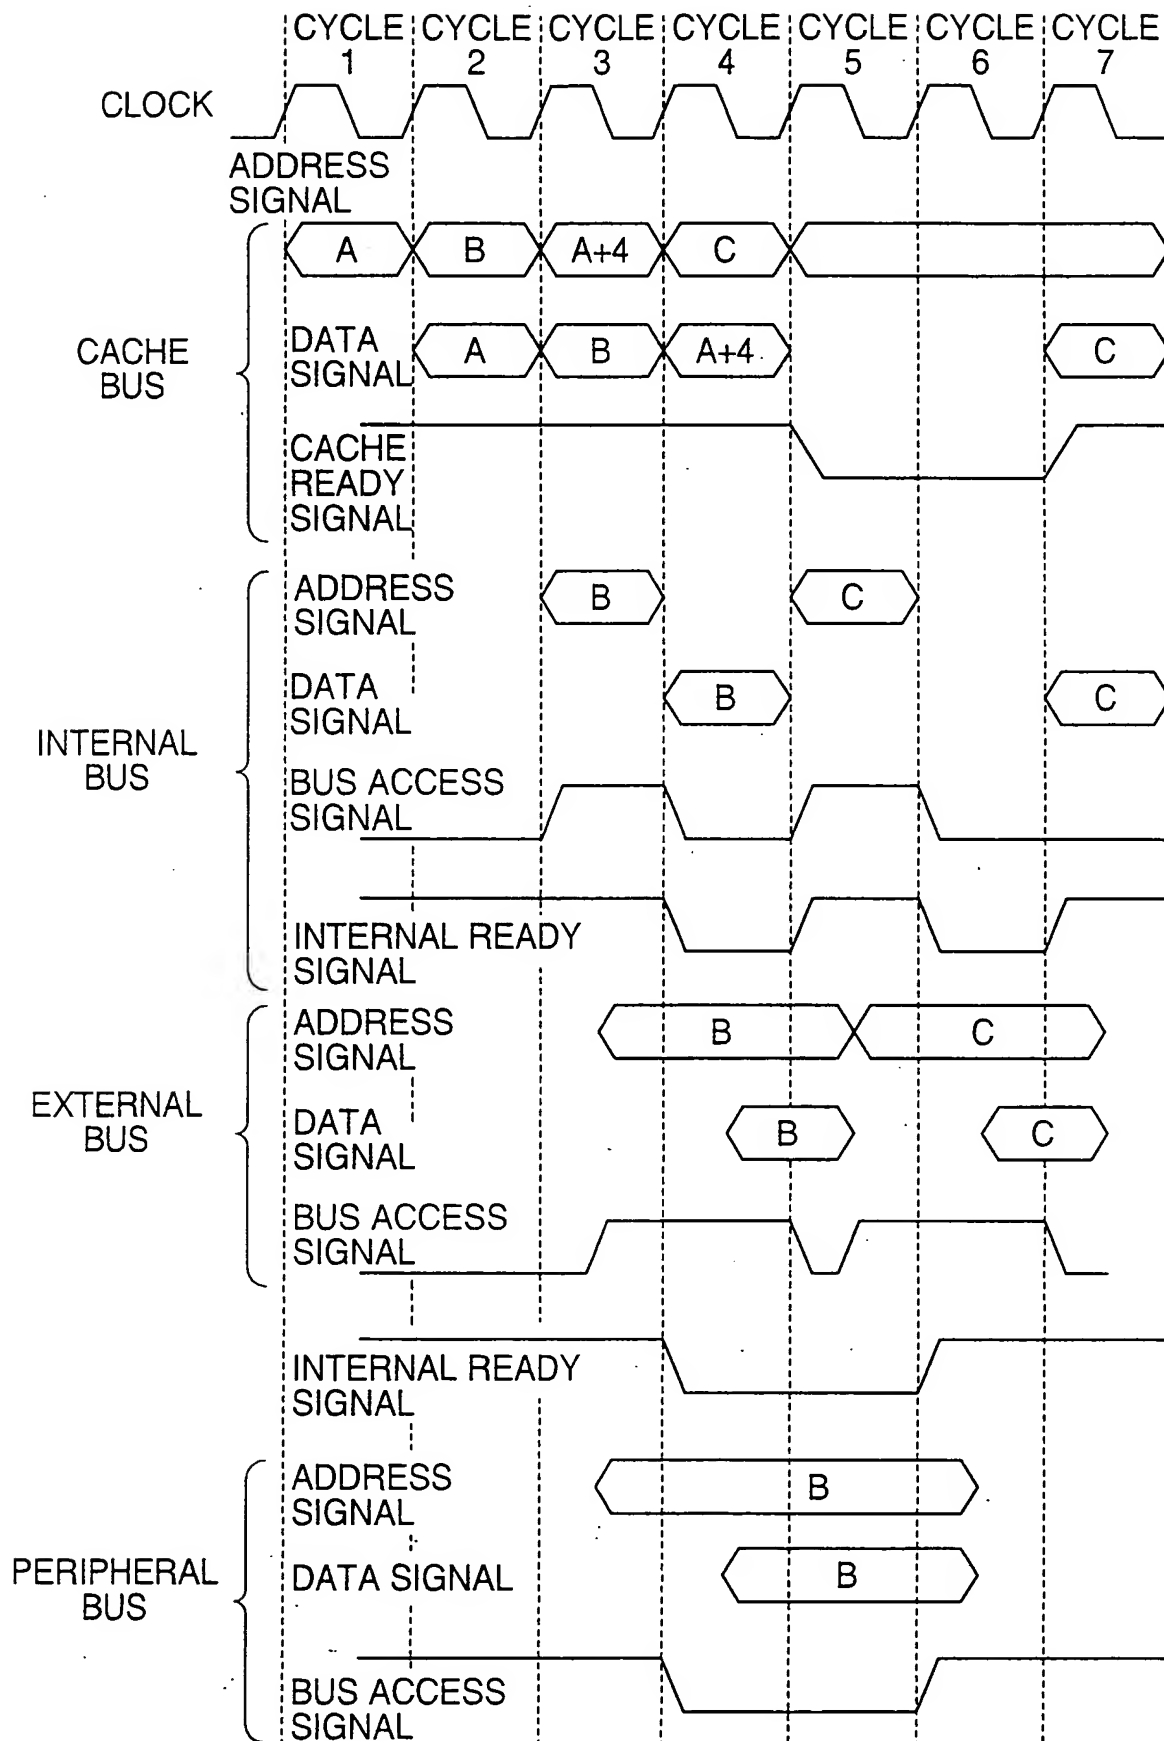 CYCLE CYCLE CYCLE CYCLE CYCLE CYCLE CYCLE
1 2 3 4 5 6 7
CLOCK
ADDRESS
SIGNAL
A B A+4 C
CACHE
BUS
DATA
SIGNAL
A B A+4 C
CACHE
READY
SIGNAL
INTERNAL
BUS
ADDRESS
SIGNAL
B C
DATA
SIGNAL
B C
BUS ACCESS
SIGNAL
INTERNAL READY
SIGNAL
EXTERNAL
BUS
ADDRESS
SIGNAL
B C
DATA
SIGNAL
B C
BUS ACCESS
SIGNAL
INTERNAL READY
SIGNAL
PERIPHERAL
BUS
ADDRESS
SIGNAL
B
DATA SIGNAL
B
BUS ACCESS
SIGNAL